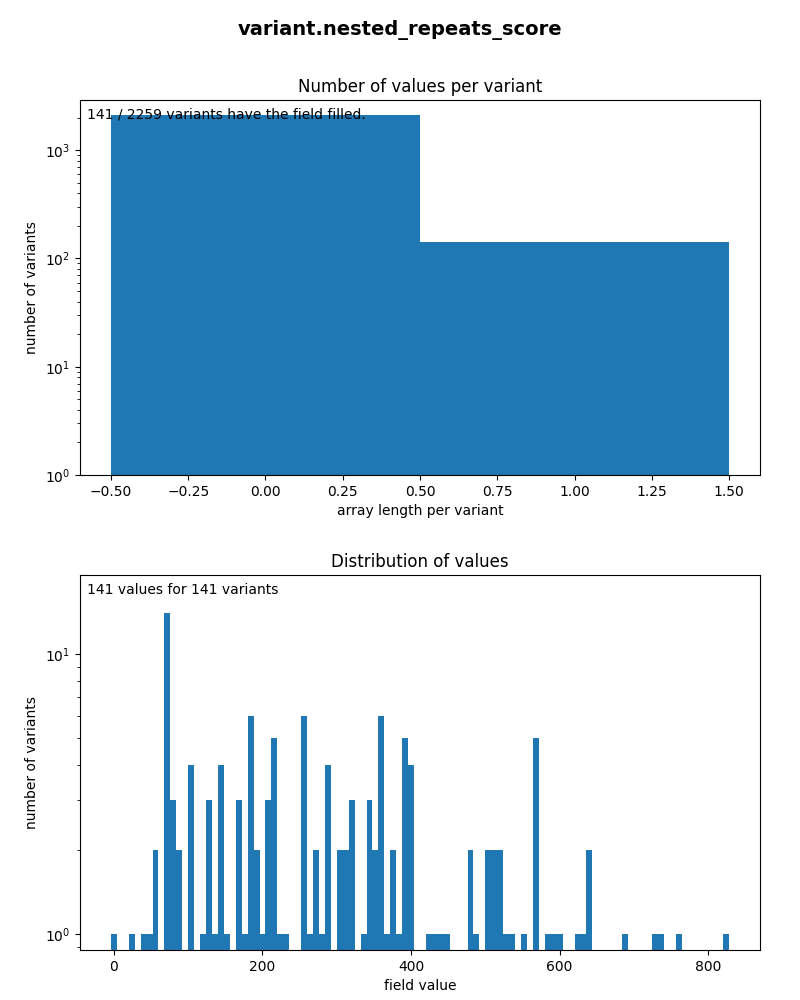 variant.nested_repeats_score
Number of values per variant
141 / 2259 variants have the field filled.
number of variants
10³
10²
10¹
10⁰
−0.50 −0.25 0.00 0.25 0.50 0.75 1.00 1.25 1.50
array length per variant
Distribution of values
141 values for 141 variants
number of variants
10¹
10⁰
0 200 400 600 800
field value